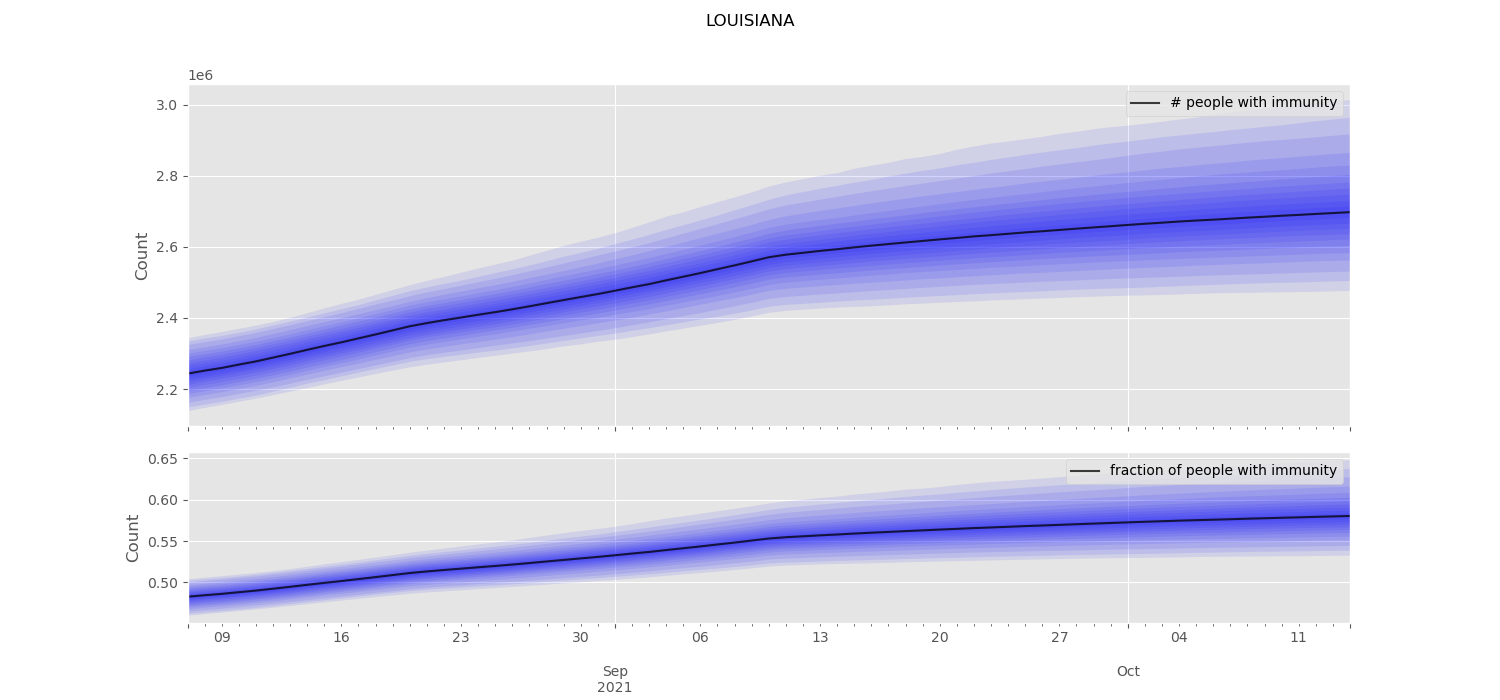 LOUISIANA
1e6
# people with immunity
3.0
2.8
2.6
2.4
2.2
Count
fraction of people with immunity
0.65
0.60
0.55
0.50
Count
09 16 23 30 06 13 20 27 04 11
Sep Oct
2021